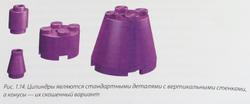 Рис. 1.14. Цилиндры являются стандартными деталями с вертикальными стенками,
а конусы — их скошенный вариант